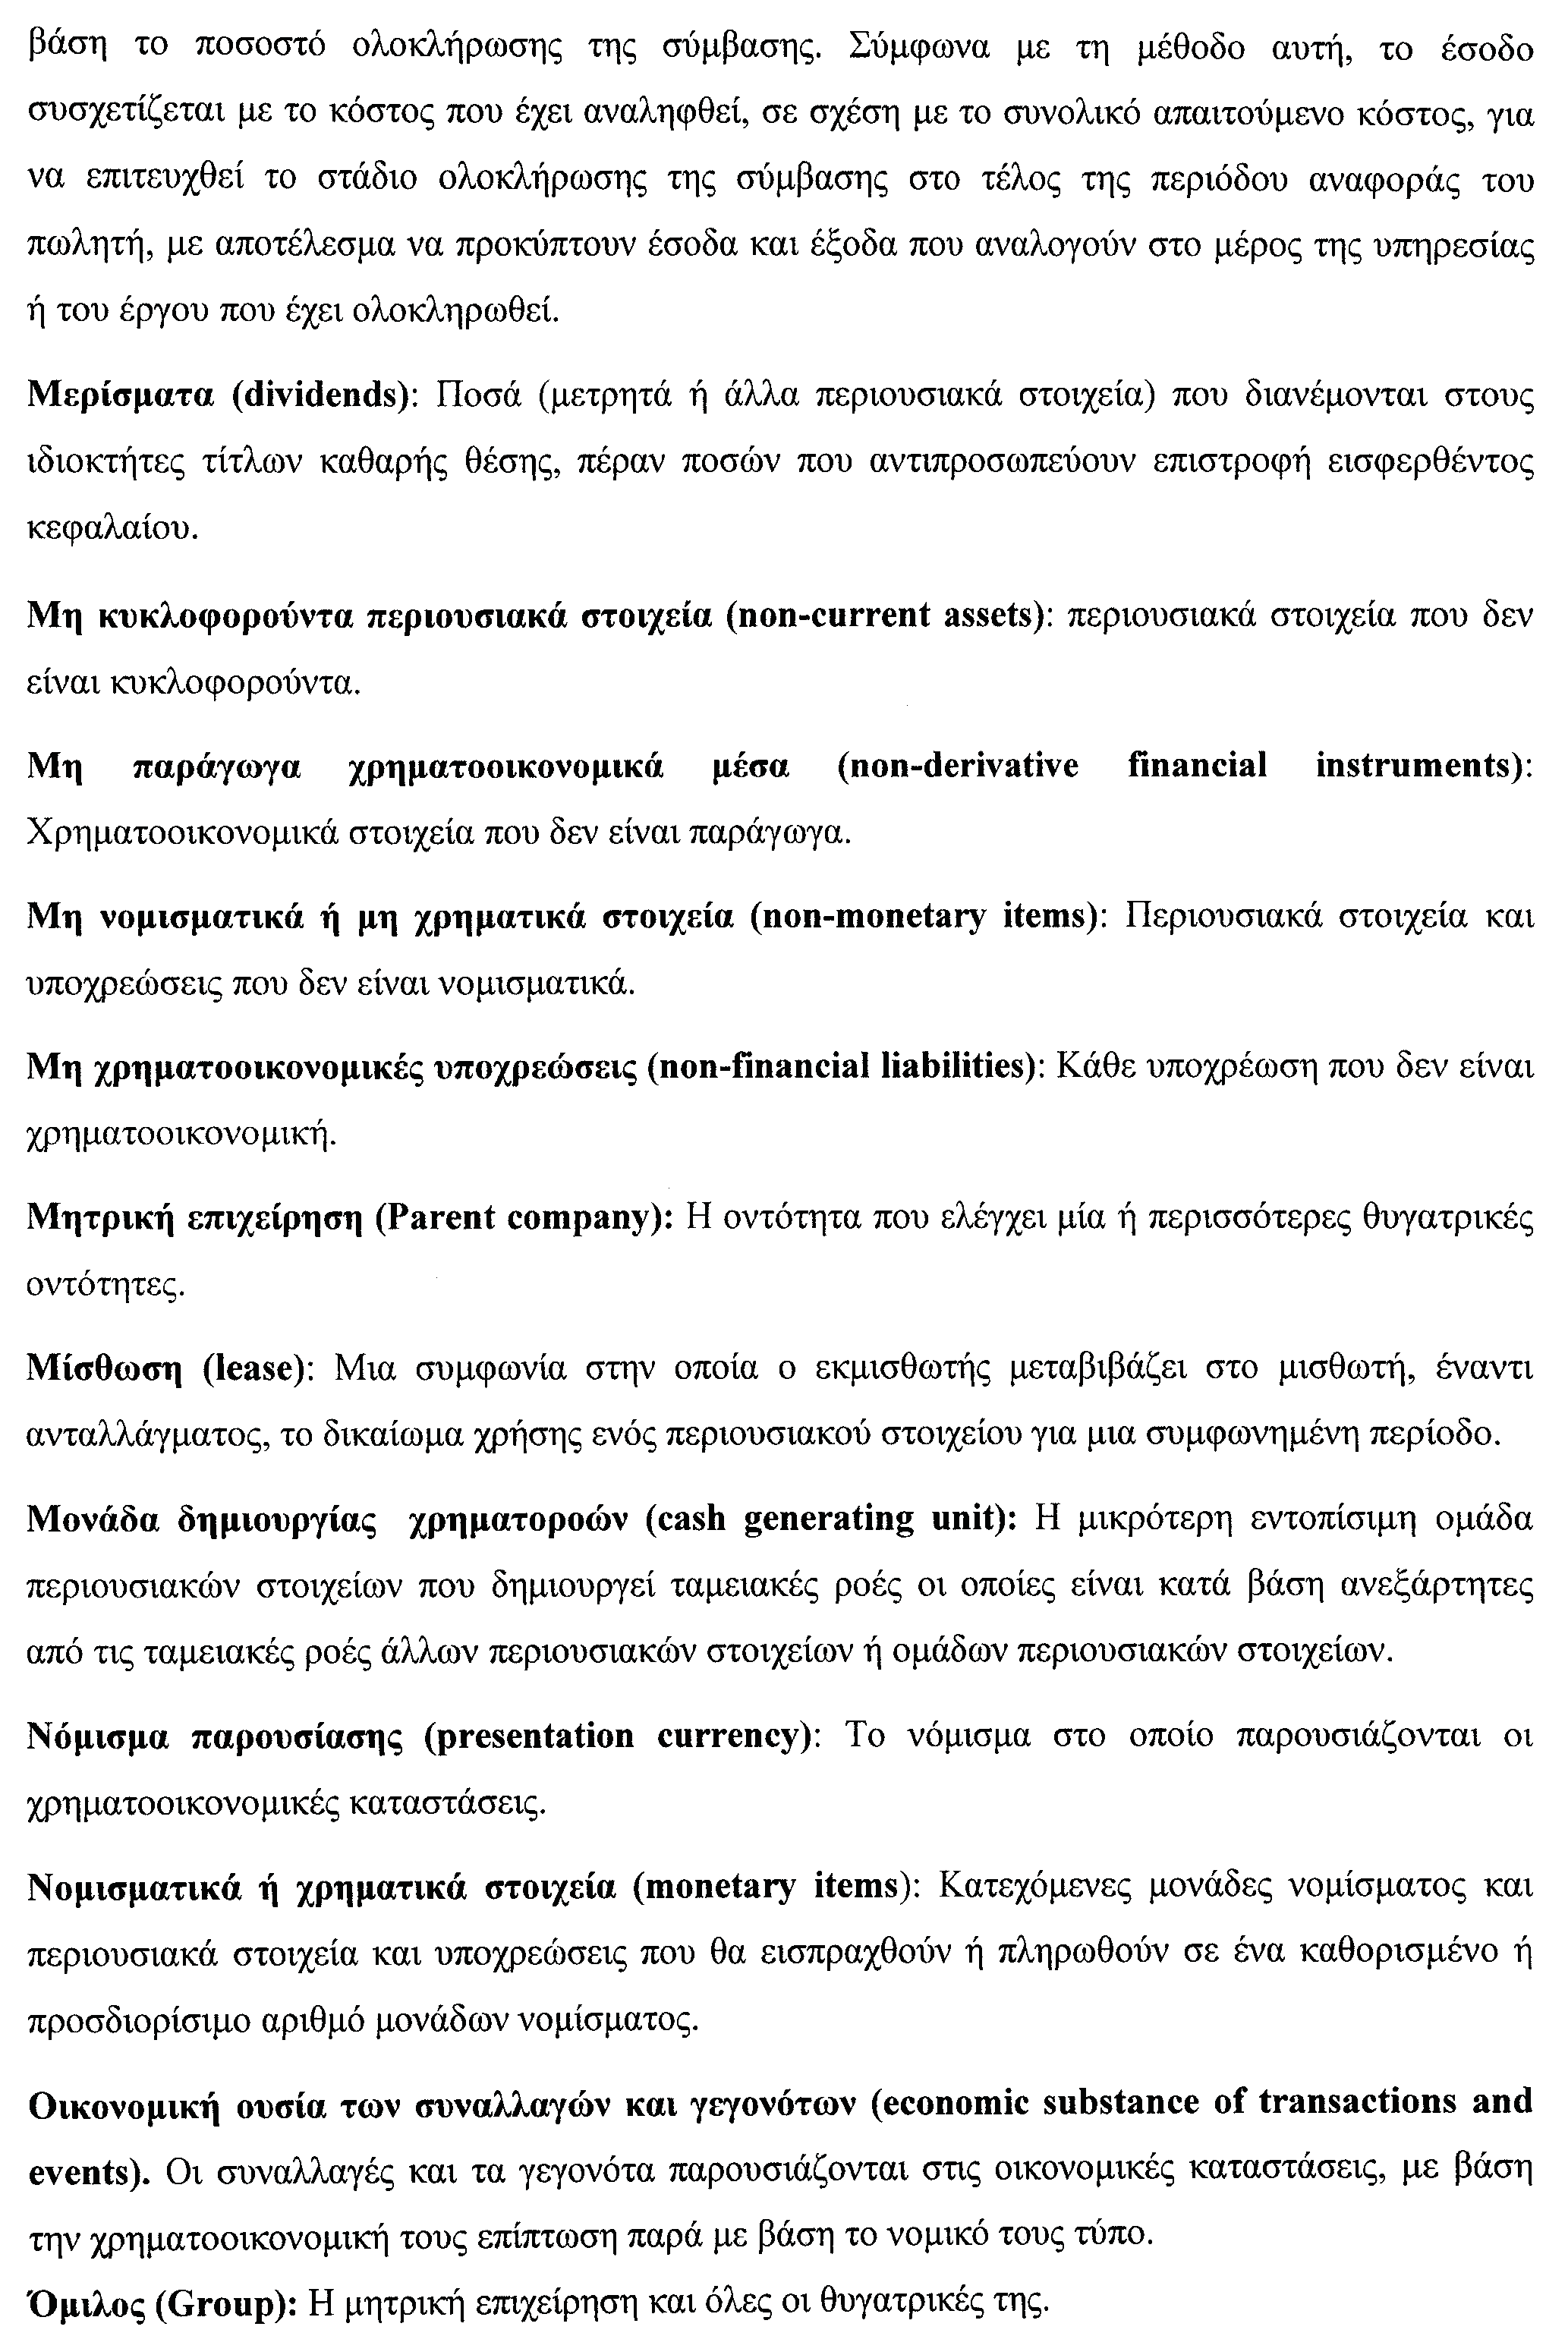 βάση το ποσοστό ολοκλήρωσης της σύμβασης. Σύμφωνα με τη μέθοδο αυτή, το έσοδο
συσχετίζεται με το κόστος που έχει αναληφθεί, σε σχέση με το συνολικό απαιτούμενο κόστος, για
να επιτευχθεί το στάδιο ολοκλήρωσης της σύμβασης στο τέλος της περιόδου αναφοράς του
πωλητή, με αποτέλεσμα να προκύπτουν έσοδα και έξοδα που αναλογούν στο μέρος της υπηρεσίας
ή του έργου που έχει ολοκληρωθεί.
Μερίσματα (dividends): Ποσά (μετρητά ή άλλα περιουσιακά στοιχεία) που διανέμονται στους
ιδιοκτήτες τίτλων καθαρής θέσης, πέραν ποσών που αντιπροσωπεύουν επιστροφή εισφερθέντος
κεφαλαίου.
Μη κυκλοφορούντα περιουσιακά στοιχεία (non-current assets): περιουσιακά στοιχεία που δεν
είναι κυκλοφορούντα.
Μη παράγωγα χρηματοοικονομικά μέσα (non-derivative financial instruments):
Χρηματοοικονομικά στοιχεία που δεν είναι παράγωγα.
Μη νομισματικά ή μη χρηματικά στοιχεία (non-monetary items): Περιουσιακά στοιχεία και
υποχρεώσεις που δεν είναι νομισματικά.
Μη χρηματοοικονομικές υποχρεώσεις (non-financial liabilities): Κάθε υποχρέωση που δεν είναι
χρηματοοικονομική.
Μητρική επιχείρηση (Parent company): Η οντότητα που ελέγχει μία ή περισσότερες θυγατρικές
οντότητες.
Μίσθωση (lease): Μια συμφωνία στην οποία ο εκμισθωτής μεταβιβάζει στο μισθωτή, έναντι
ανταλλάγματος, το δικαίωμα χρήσης ενός περιουσιακού στοιχείου για μια συμφωνημένη περίοδο.
Μονάδα δημιουργίας χρηματοροών (cash generating unit): Η μικρότερη εντοπίσιμη ομάδα
περιουσιακών στοιχείων που δημιουργεί ταμειακές ροές οι οποίες είναι κατά βάση ανεξάρτητες
από τις ταμειακές ροές άλλων περιουσιακών στοιχείων ή ομάδων περιουσιακών στοιχείων.
Νόμισμα παρουσίασης (presentation currency): Το νόμισμα στο οποίο παρουσιάζονται οι
χρηματοοικονομικές καταστάσεις.
Νομισματικά ή χρηματικά στοιχεία (monetary items): Κατεχόμενες μονάδες νομίσματος και
περιουσιακά στοιχεία και υποχρεώσεις που θα εισπραχθούν ή πληρωθούν σε ένα καθορισμένο ή
προσδιορίσιμο αριθμό μονάδων νομίσματος.
Οικονομική ουσία των συναλλαγών και γεγονότων (economic substance of transactions and
events). Οι συναλλαγές και τα γεγονότα παρουσιάζονται στις οικονομικές καταστάσεις, με βάση
την χρηματοοικονομική τους επίπτωση παρά με βάση το νομικό τους τύπο.
Όμιλος (Group): Η μητρική επιχείρηση και όλες οι θυγατρικές της.